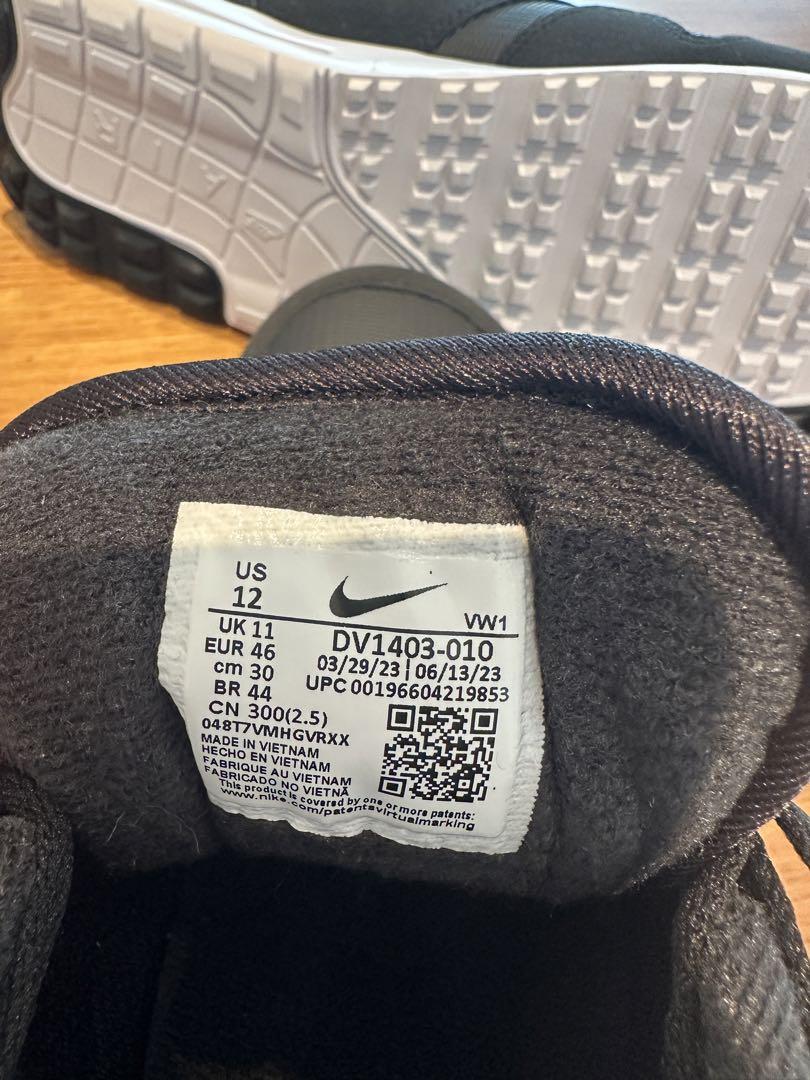 AIR
US
12
VW1
UK 11
DV1403-010
EUR 46
03/29/23 | 06/13/23
cm 30
UPC 00196604219853
BR 44
CN 300(2.5)
048T7VMHGVRXX
MADE IN VIETNAM
HECHO EN VIETNAM
FABRIQUE AU VIETNAM
FABRICADO NO VIETNÃ
This product is covered by one or more patents:
www.nike.com/patentsvirtualmarking